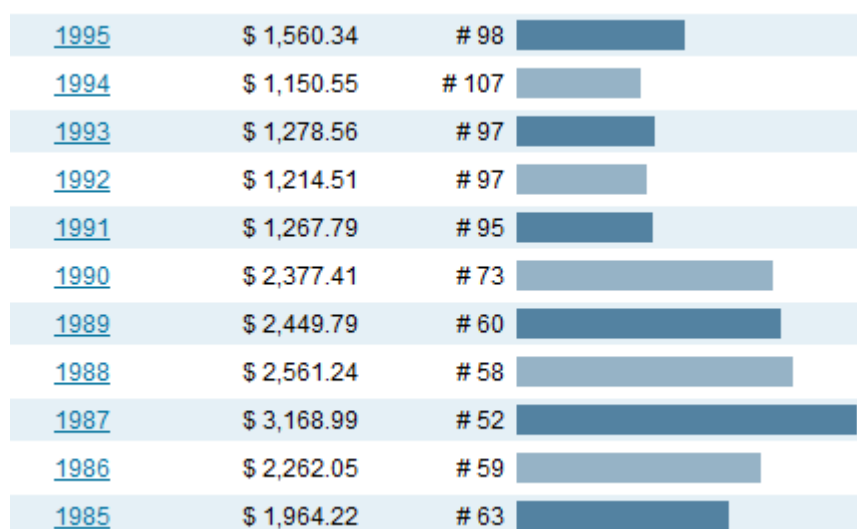 1995 $ 1,560.34 # 98
1994 $ 1,150.55 # 107
1993 $ 1,278.56 # 97
1992 $ 1,214.51 # 97
1991 $ 1,267.79 # 95
1990 $ 2,377.41 # 73
1989 $ 2,449.79 # 60
1988 $ 2,561.24 # 58
1987 $ 3,168.99 # 52
1986 $ 2,262.05 # 59
1985 $ 1,964.22 # 63